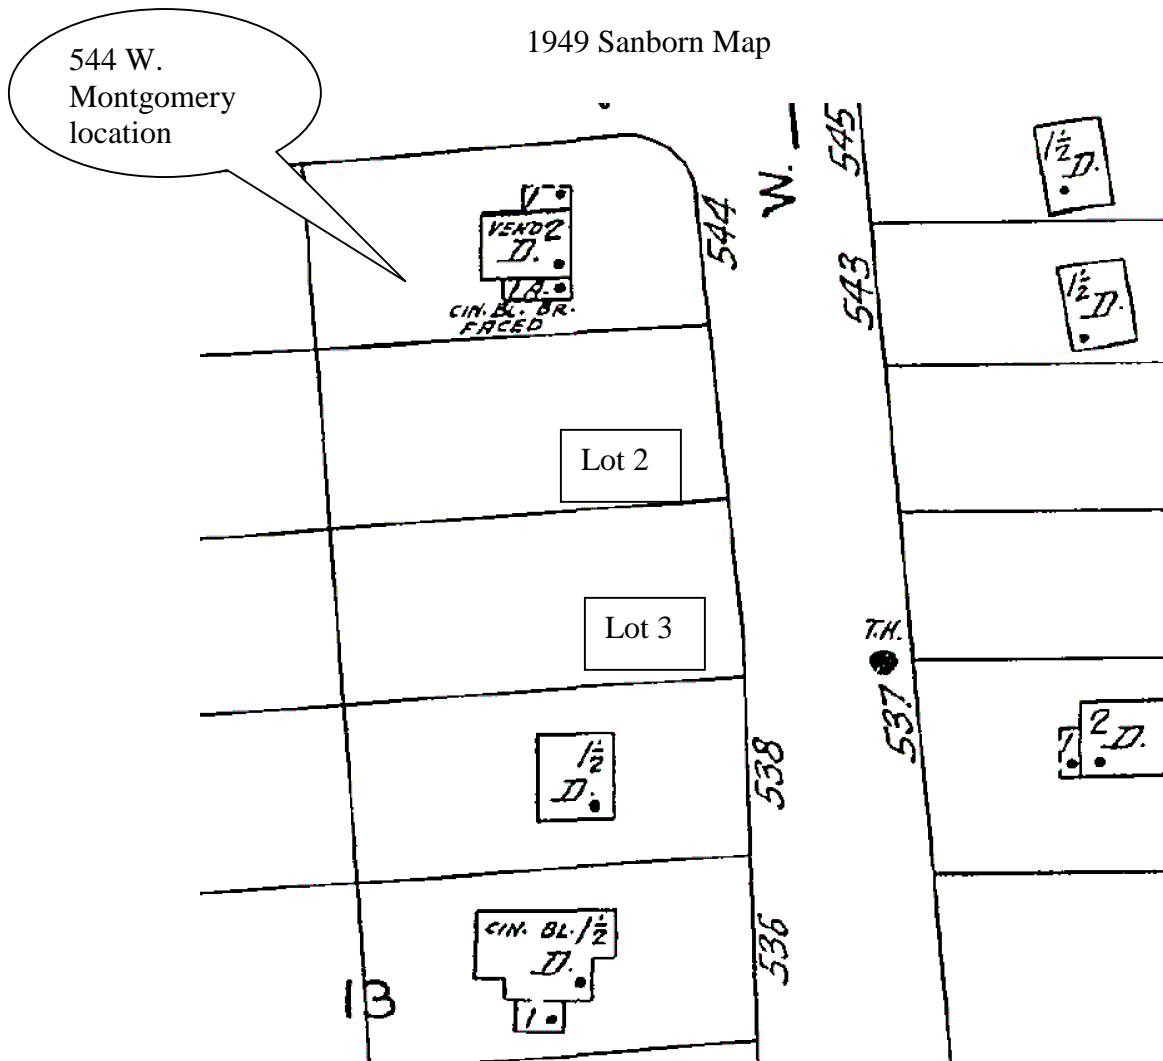 1949 Sanborn Map
544 W.
Montgomery
location
W.
544
545
543
1½
D.
1½
D.
1
VEND 2
D.
1 A.
CIN. BL. BR.
FACED
Lot 2
Lot 3
T.H.
537
1
2
D.
1½
D.
538
CIN. BL. 1½
D.
1
536
13